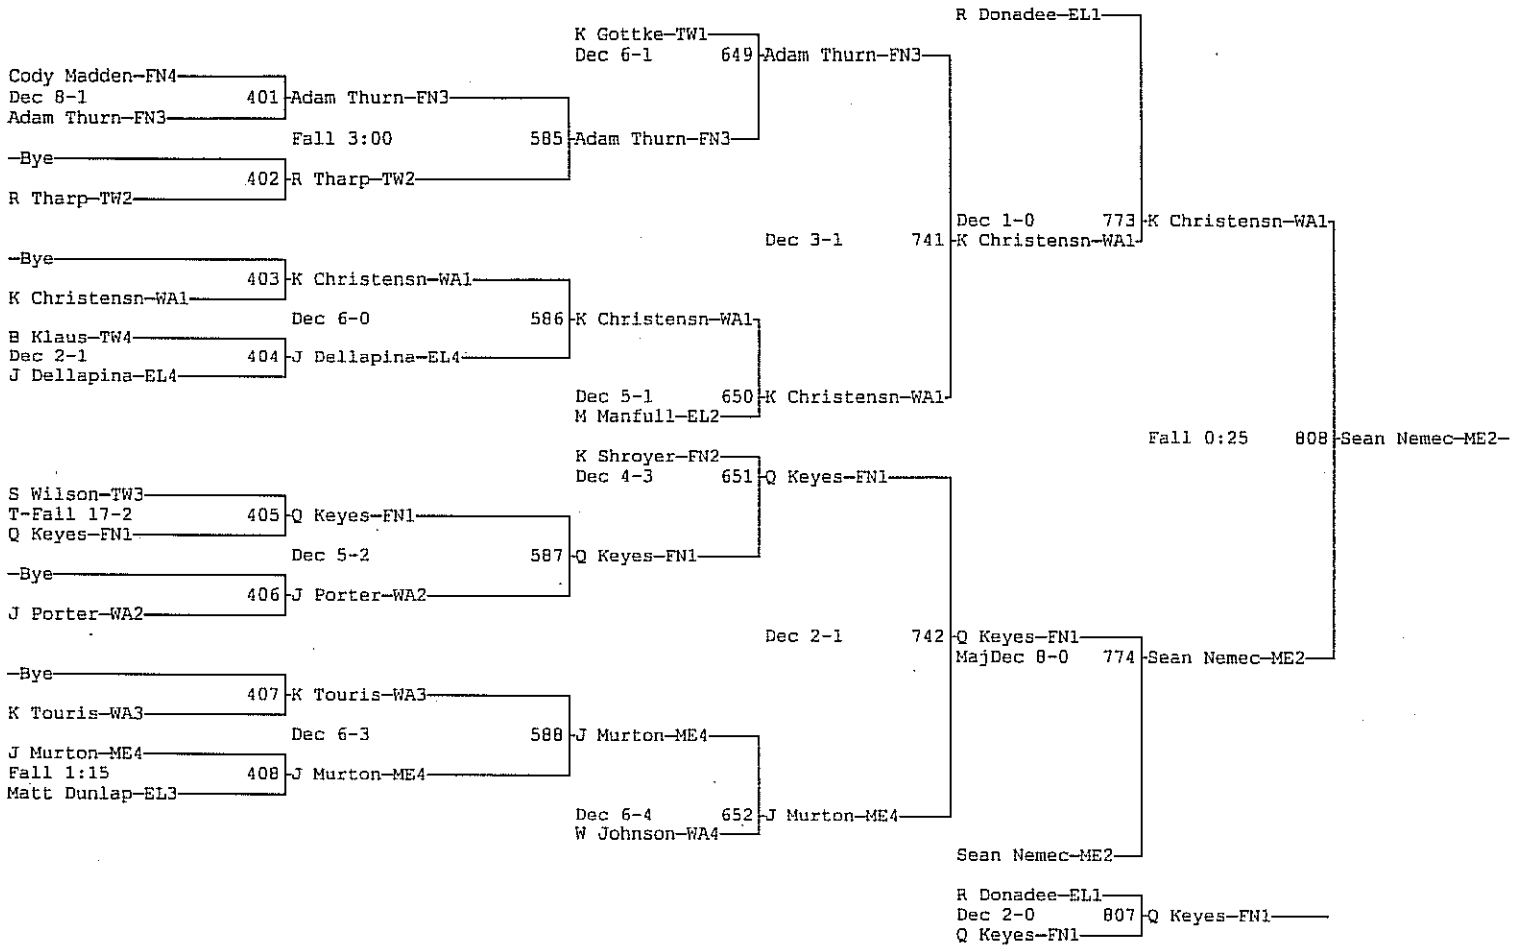 R Donadee-EL1
K Gottke-TW1
Dec 6-1 649 Adam Thurn-FN3
Cody Madden-FN4
Dec 8-1 401 Adam Thurn-FN3
Adam Thurn-FN3
Fall 3:00 585 Adam Thurn-FN3
-Bye
402 R Tharp-TW2
R Tharp-TW2
Dec 1-0 773 K Christensn-WA1
Dec 3-1 741 K Christensn-WA1
-Bye
403 K Christensn-WA1
K Christensn-WA1
Dec 6-0 586 K Christensn-WA1
B Klaus-TW4
Dec 2-1 404 J Dellapina-EL4
J Dellapina-EL4
Dec 5-1 650 K Christensn-WA1
M Manfull-EL2
Fall 0:25 808 Sean Nemec-ME2-
K Shroyer-FN2
Dec 4-3 651 Q Keyes-FN1
S Wilson-TW3
T-Fall 17-2 405 Q Keyes-FN1
Q Keyes-FN1
Dec 5-2 587 Q Keyes-FN1
-Bye
406 J Porter-WA2
J Porter-WA2
Dec 2-1 742 Q Keyes-FN1
MajDec 8-0 774 Sean Nemec-ME2
-Bye
407 K Touris-WA3
K Touris-WA3
Dec 6-3 588 J Murton-ME4
J Murton-ME4
Fall 1:15 408 J Murton-ME4
Matt Dunlap-EL3
Dec 6-4 652 J Murton-ME4
W Johnson-WA4
Sean Nemec-ME2
R Donadee-EL1
Dec 2-0 807 Q Keyes-FN1
Q Keyes-FN1